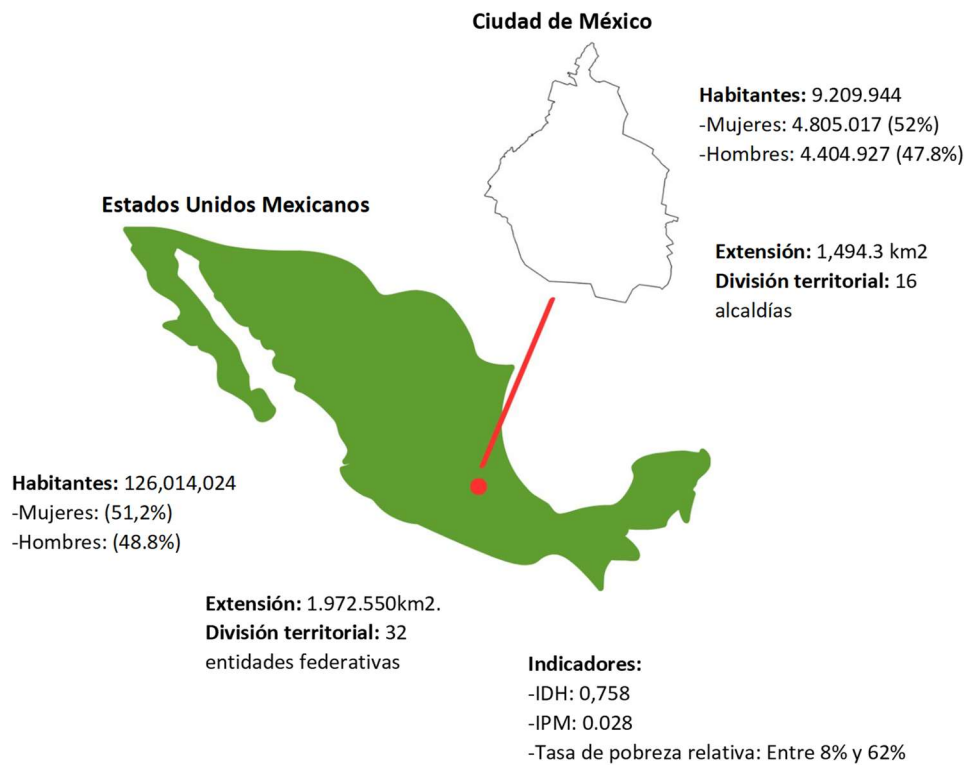 Ciudad de México
Habitantes: 9.209.944
-Mujeres: 4.805.017 (52%)
-Hombres: 4.404.927 (47.8%)
Estados Unidos Mexicanos
Extensión: 1,494.3 km2
División territorial: 16
alcaldías
Habitantes: 126,014,024
-Mujeres: (51,2%)
-Hombres: (48.8%)
Extensión: 1.972.550km2.
División territorial: 32
entidades federativas
Indicadores:
-IDH: 0,758
-IPM: 0.028
-Tasa de pobreza relativa: Entre 8% y 62%